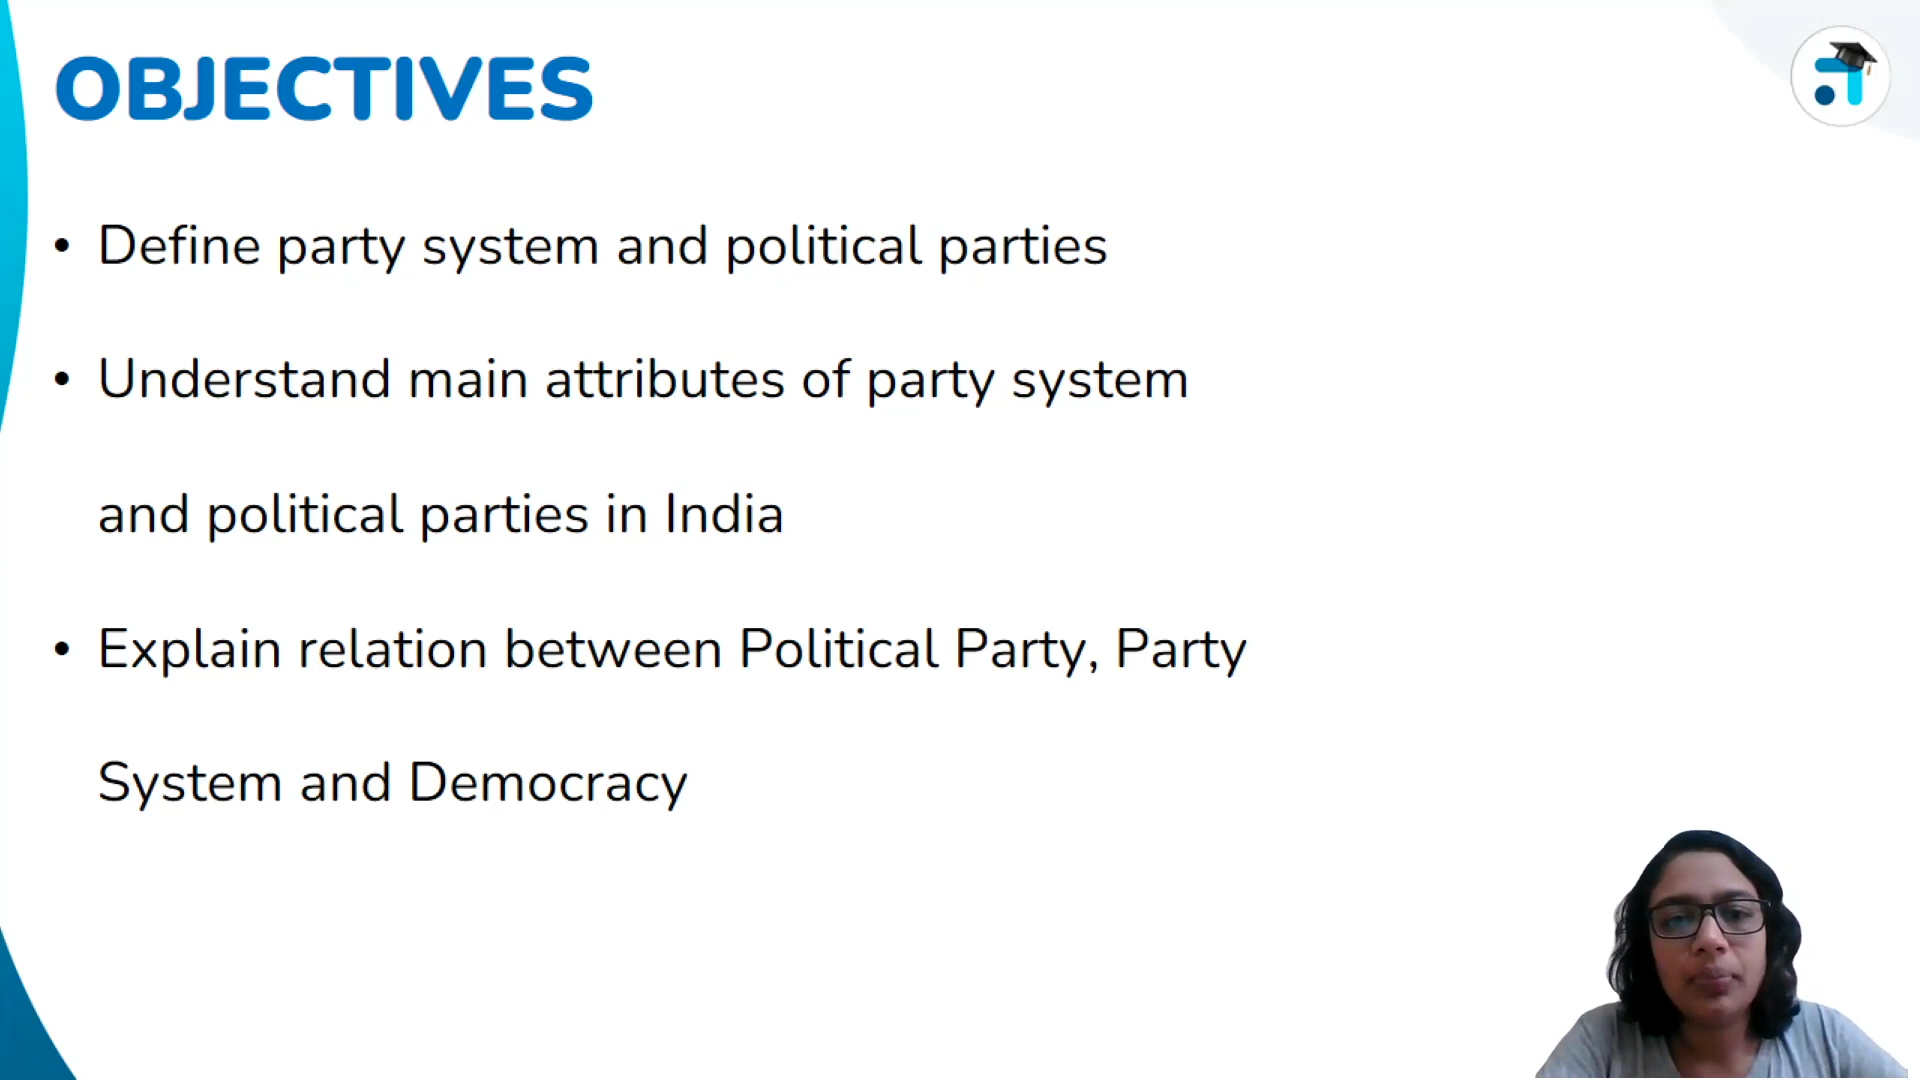 OBJECTIVES
• Define party system and political parties
• Understand main attributes of party system
and political parties in India
• Explain relation between Political Party, Party
System and Democracy